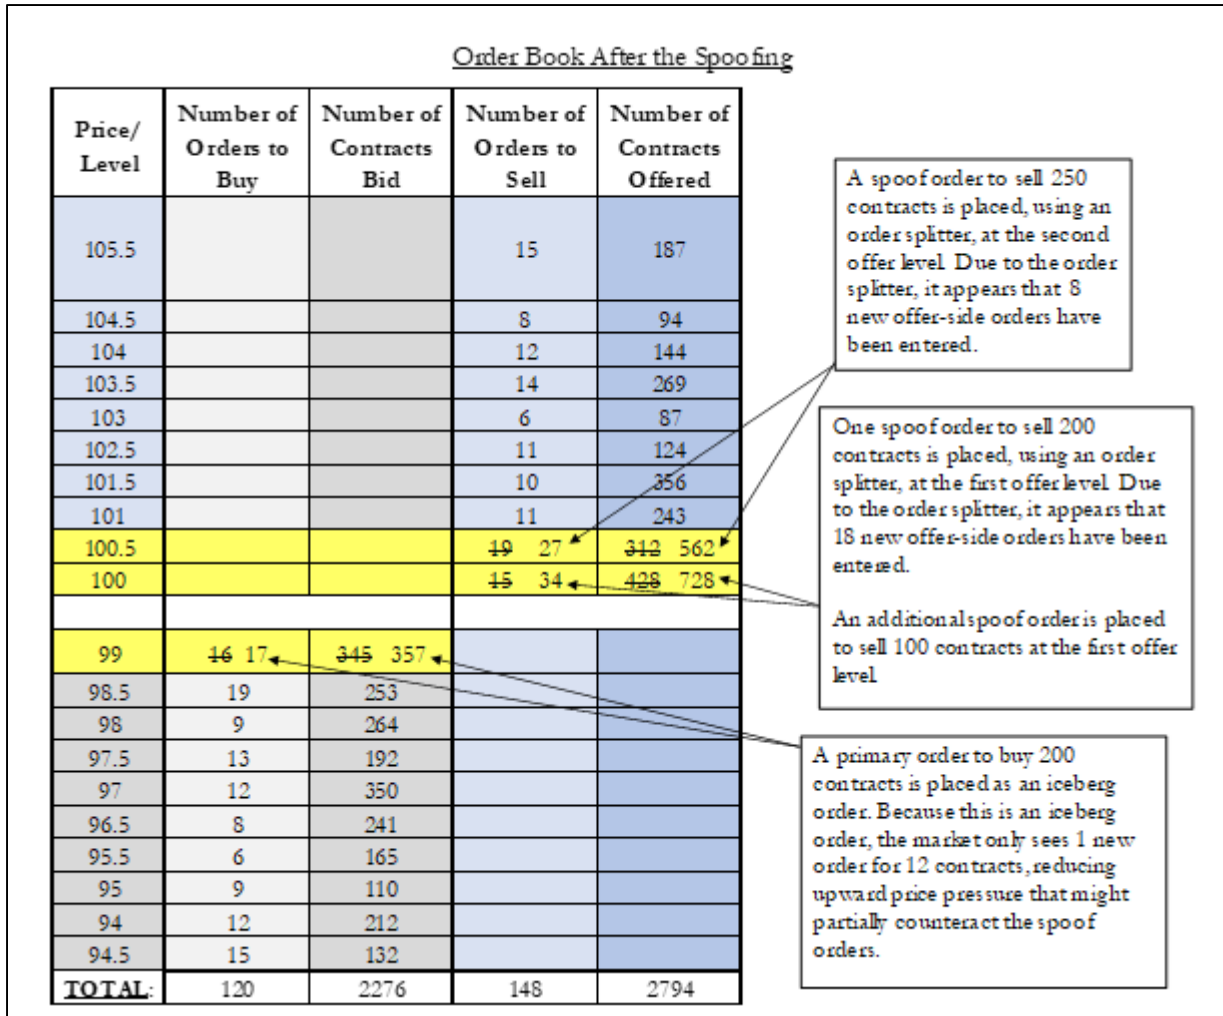 Order Book After the Spoofing
Price/ Level | Number of Orders to Buy | Number of Contracts Bid | Number of Orders to Sell | Number of Contracts Offered
105.5 15 187
104.5 8 94
104 12 144
103.5 14 269
103 6 87
102.5 11 124
101.5 10 356
101 11 243
100.5 19 27 312 562
100 15 34 428 728
99 16 17 345 357
98.5 19 253
98 9 264
97.5 13 192
97 12 350
96.5 8 241
95.5 6 165
95 9 110
94 12 212
94.5 15 132
TOTAL: 120 2276 148 2794
A spoof order to sell 250
contracts is placed, using an
order splitter, at the second
offer level. Due to the order
splitter, it appears that 8
new offer-side orders have
been entered.
One spoof order to sell 200
contracts is placed, using an order
splitter, at the first offer level. Due
to the order splitter, it appears that
18 new offer-side orders have been
entered.
An additional spoof order is placed
to sell 100 contracts at the first offer
level.
A primary order to buy 200
contracts is placed as an iceberg
order. Because this is an iceberg
order, the market only sees 1 new
order for 12 contracts, reducing
upward price pressure that might
partially counteract the spoof
orders.